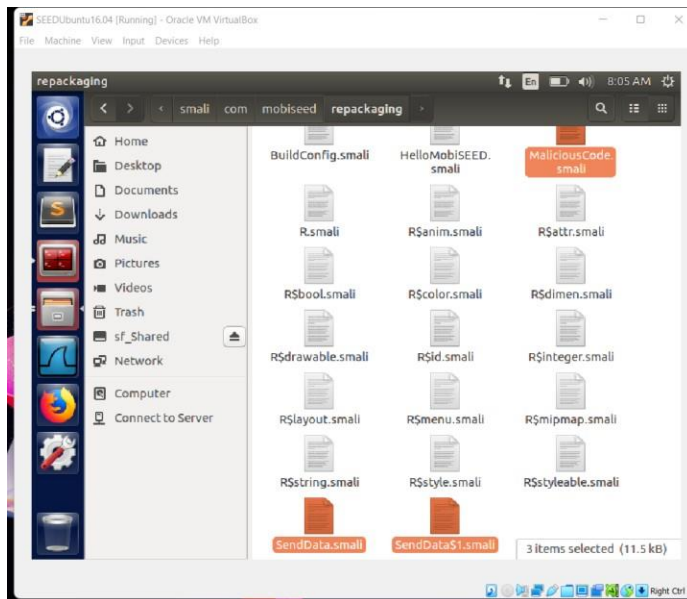 SEEDUbuntu16.04 [Running] - Oracle VM VirtualBox
File Machine View Input Devices Help
repackaging
En
8:05 AM
smali com mobiseed repackaging
Home
Desktop
Documents
Downloads
Music
Pictures
Videos
Trash
sf_Shared
Network
Computer
Connect to Server
BuildConfig.smali
HelloMobiSEED.
smali
MaliciousCode.
smali
R.smali
R$anim.smali
R$attr.smali
R$bool.smali
R$color.smali
R$dimen.smali
R$drawable.smali
R$id.smali
R$integer.smali
R$layout.smali
R$menu.smali
R$mipmap.smali
R$string.smali
R$style.smali
R$styleable.smali
SendData.smali
SendData$1.smali
3 items selected (11.5 kB)
Right Ctrl